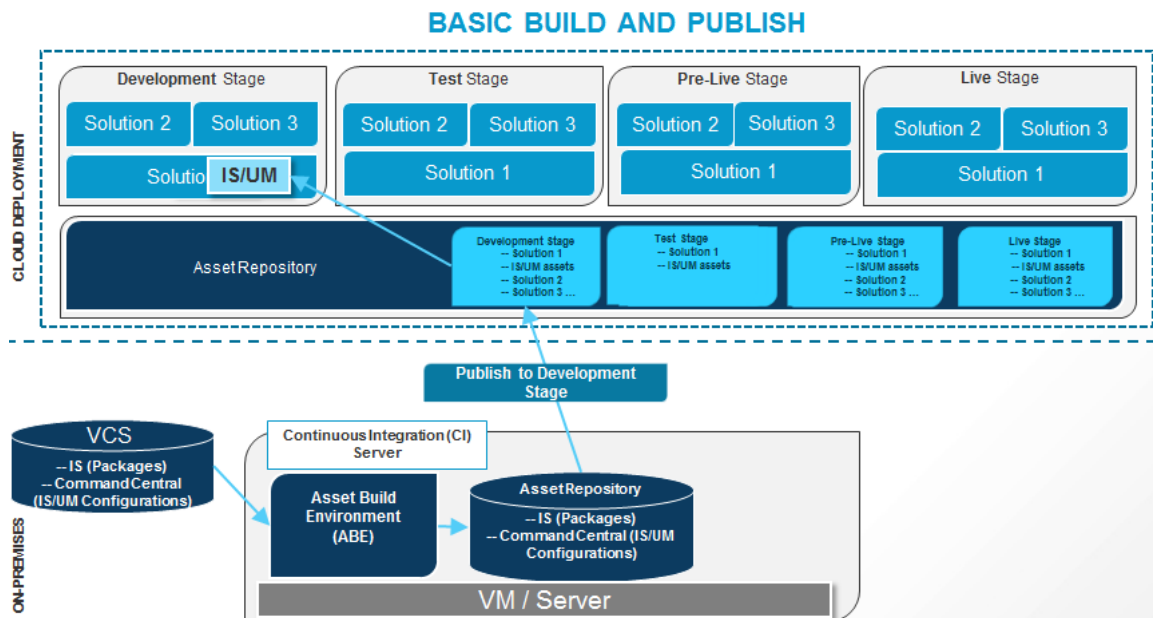 BASIC BUILD AND PUBLISH
CLOUD DEPLOYMENT
Development Stage
Solution 2
Solution 3
Solutio
IS/UM
Test Stage
Solution 2
Solution 3
Solution 1
Pre-Live Stage
Solution 2
Solution 3
Solution 1
Live Stage
Solution 2
Solution 3
Solution 1
Asset Repository
Development Stage
-- Solution 1
-- IS/UM assets
-- Solution 2
-- Solution 3 ...
Test Stage
-- Solution 1
-- IS/UM assets
Pre-Live Stage
-- Solution 1
-- IS/UM assets
-- Solution 2
-- Solution 3 ...
Live Stage
-- Solution 1
-- IS/UM assets
-- Solution 2
-- Solution 3 ...
Publish to Development
Stage
ON-PREMISES
VCS
-- IS (Packages)
-- Command Central
(IS/UM Configurations)
Continuous Integration (CI)
Server
Asset Build
Environment
(ABE)
Asset Repository
-- IS (Packages)
-- Command Central (IS/UM
Configurations)
VM / Server